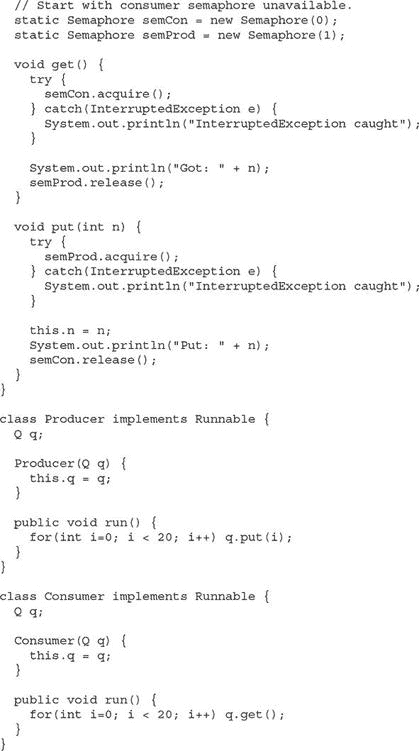 // Start with consumer semaphore unavailable.
static Semaphore semCon = new Semaphore(0);
static Semaphore semProd = new Semaphore(1);

void get() {
  try {
    semCon.acquire();
  } catch(InterruptedException e) {
    System.out.println("InterruptedException caught");
  }

  System.out.println("Got: " + n);
  semProd.release();
}

void put(int n) {
  try {
    semProd.acquire();
  } catch(InterruptedException e) {
    System.out.println("InterruptedException caught");
  }

  this.n = n;
  System.out.println("Put: " + n);
  semCon.release();
  }
}

class Producer implements Runnable {
  Q q;

  Producer(Q q) {
    this.q = q;
  }

  public void run() {
    for(int i=0; i < 20; i++) q.put(i);
  }
}

class Consumer implements Runnable {
  Q q;

  Consumer(Q q) {
    this.q = q;
  }

  public void run() {
    for(int i=0; i < 20; i++) q.get();
  }
}